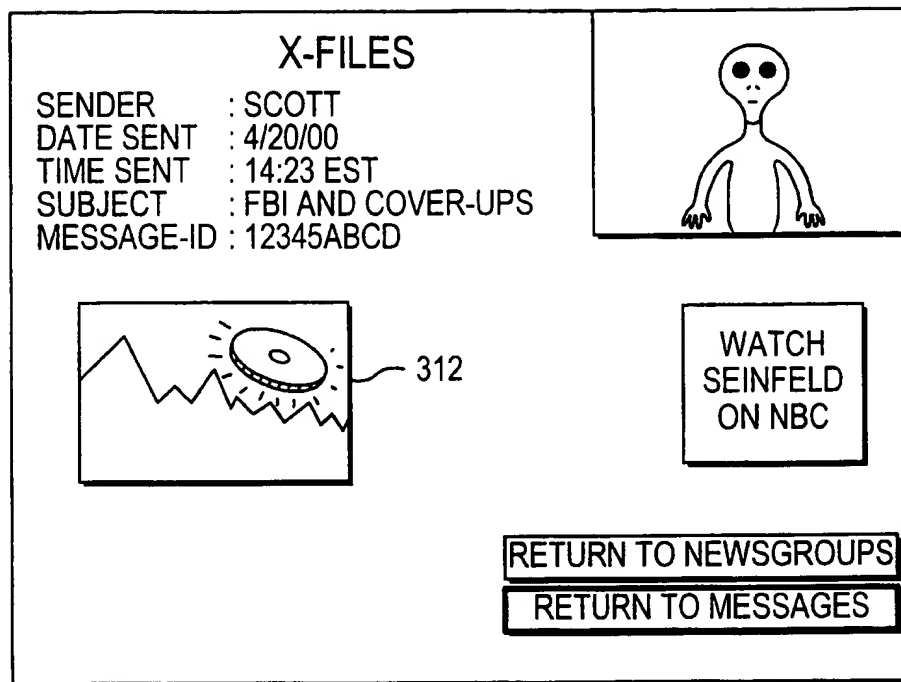 X-FILES
SENDER : SCOTT
DATE SENT : 4/20/00
TIME SENT : 14:23 EST
SUBJECT : FBI AND COVER-UPS
MESSAGE-ID : 12345ABCD
312
WATCH
SEINFELD
ON NBC
RETURN TO NEWSGROUPS
RETURN TO MESSAGES